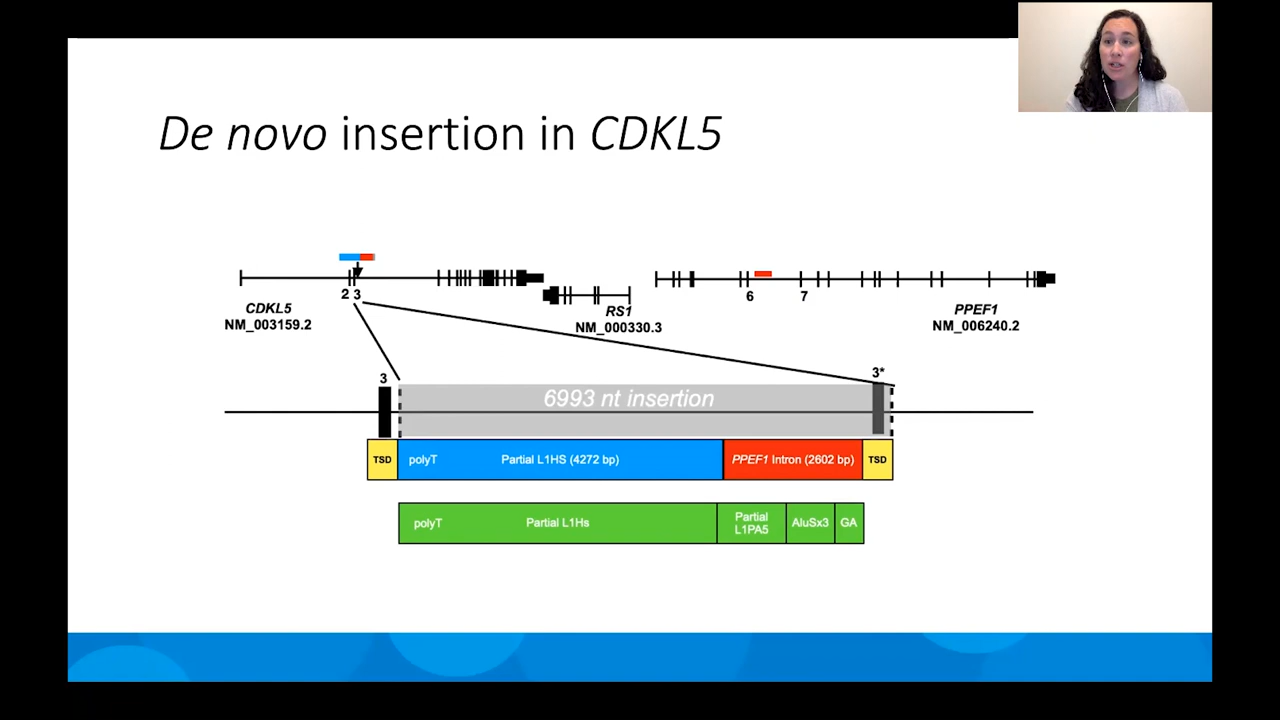 De novo insertion in CDKL5
2 3
6
7
CDKL5
NM_003159.2
RS1
NM_000330.3
PPEF1
NM_006240.2
3
3*
6993 nt insertion
TSD
polyT
Partial L1HS (4272 bp)
PPEF1 Intron (2602 bp)
TSD
polyT
Partial L1Hs
Partial
L1PA5
AluSx3
GA